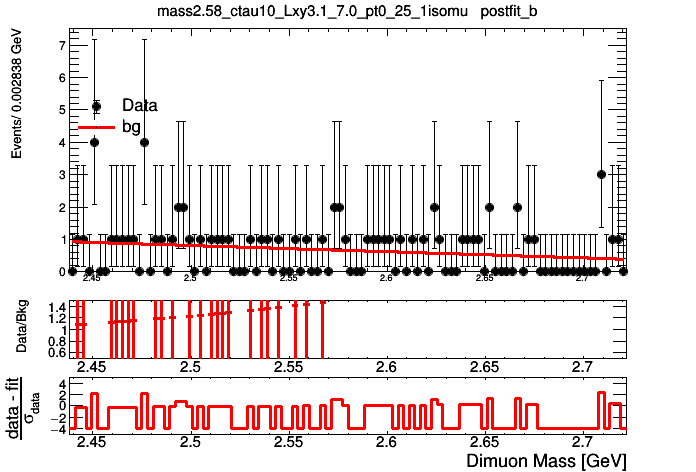 mass2.58_ctau10_Lxy3.1_7.0_pt0_25_1isomu postfit_b
Events/ 0.002838 GeV
7
6
5
4
3
2
1
0
Data
bg
2.45 2.5 2.55 2.6 2.65 2.7
Data/Bkg
1.4
1.2
1
0.8
0.6
2.45 2.5 2.55 2.6 2.65 2.7
data - fit
σdata
4
2
0
−2
−4
2.45 2.5 2.55 2.6 2.65 2.7
Dimuon Mass [GeV]